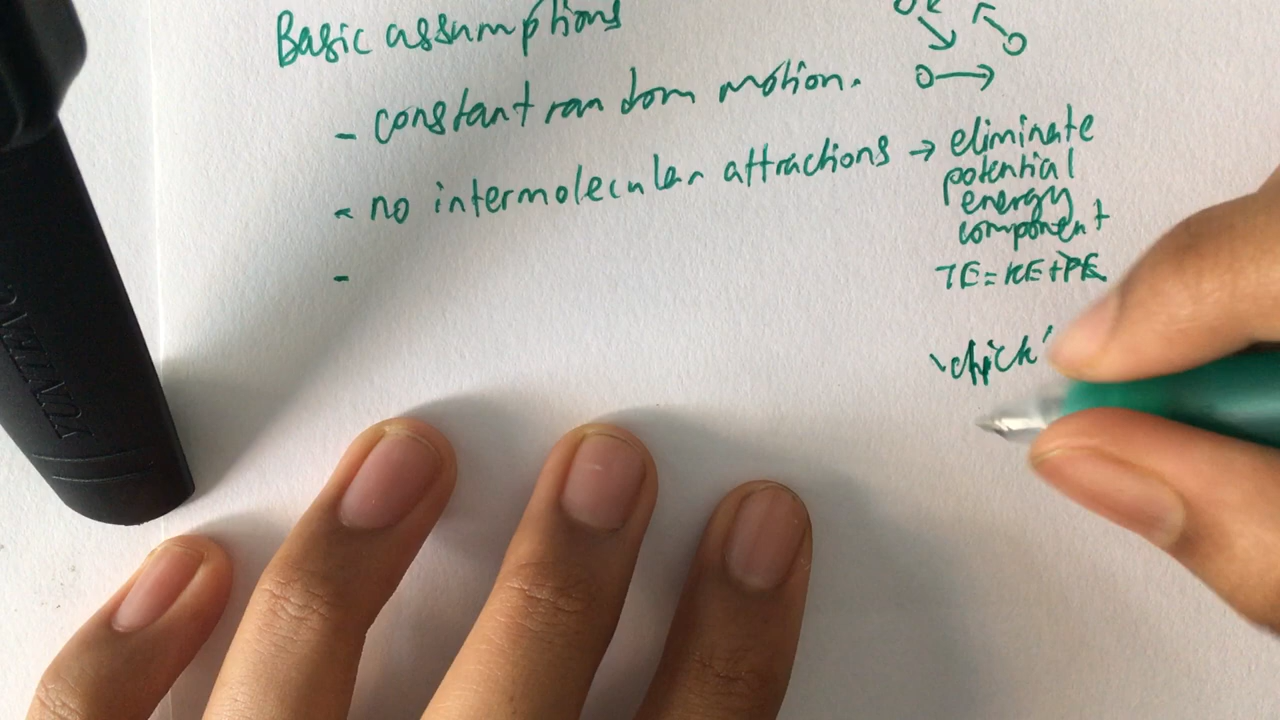 Basic assumptions
- constant random motion.
- no intermolecular attractions → eliminate
potential
energy
component
TE = KE + PE
-